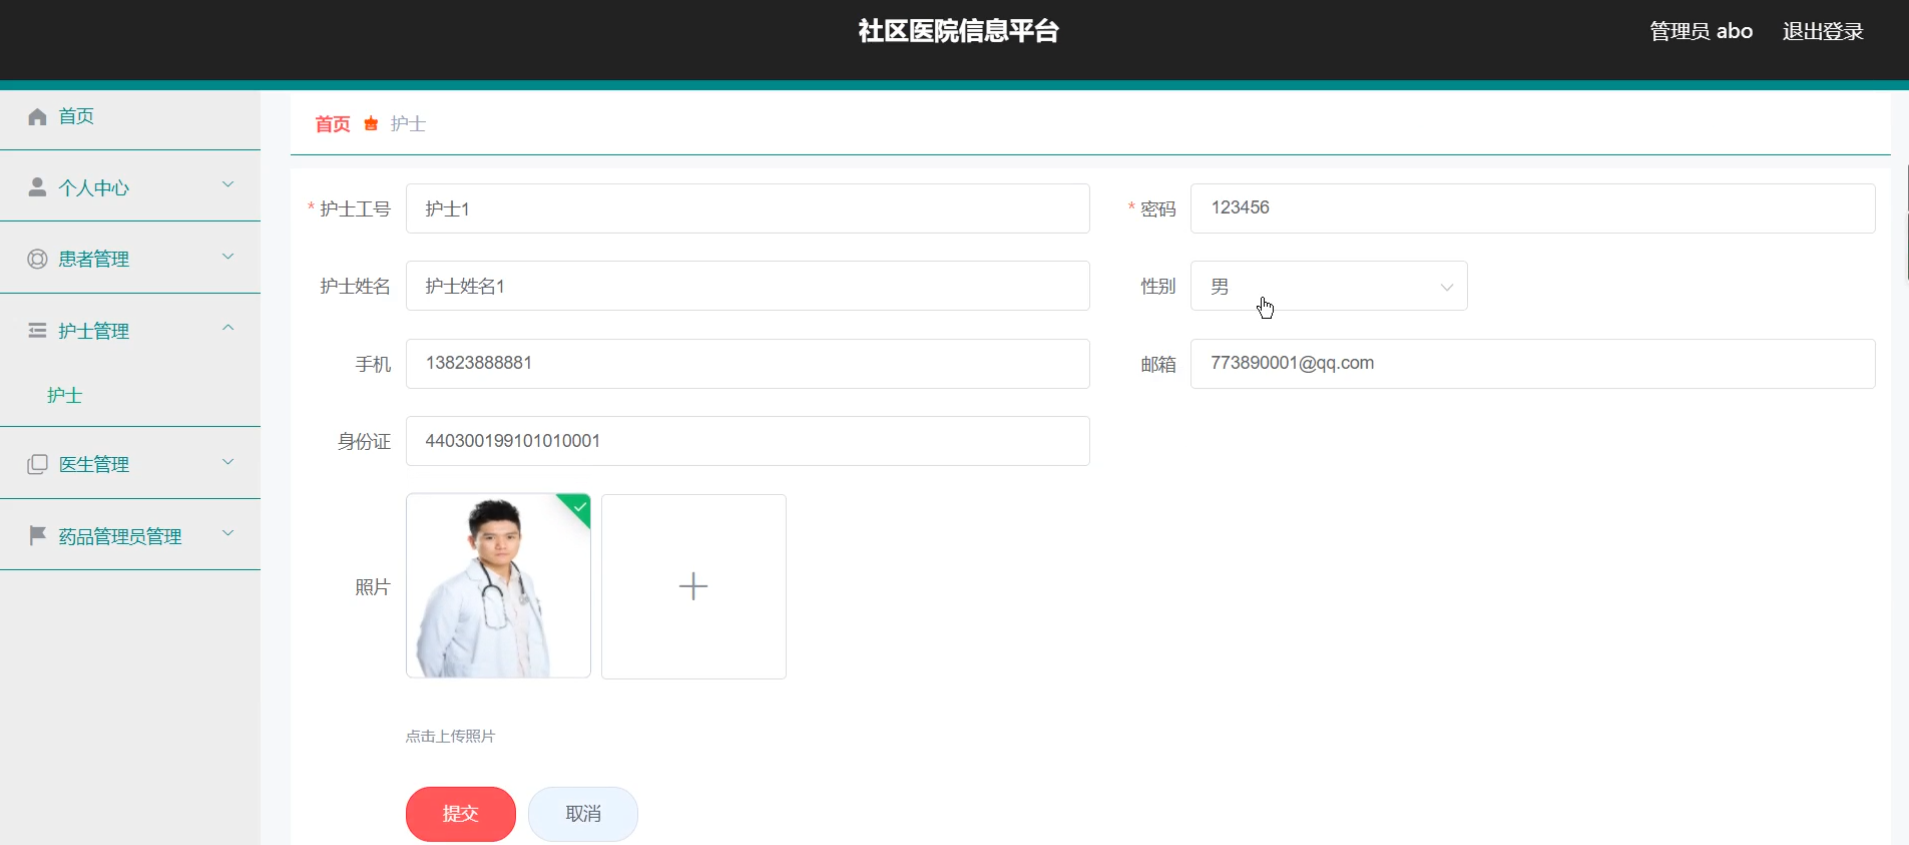 社区医院信息平台
管理员 abo 退出登录
首页
个人中心
患者管理
护士管理
护士
医生管理
药品管理员管理
首页 护士
* 护士工号 护士1
* 密码 123456
护士姓名 护士姓名1
性别 男
手机 13823888881
邮箱 773890001@qq.com
身份证 440300199101010001
照片
点击上传照片
提交 取消